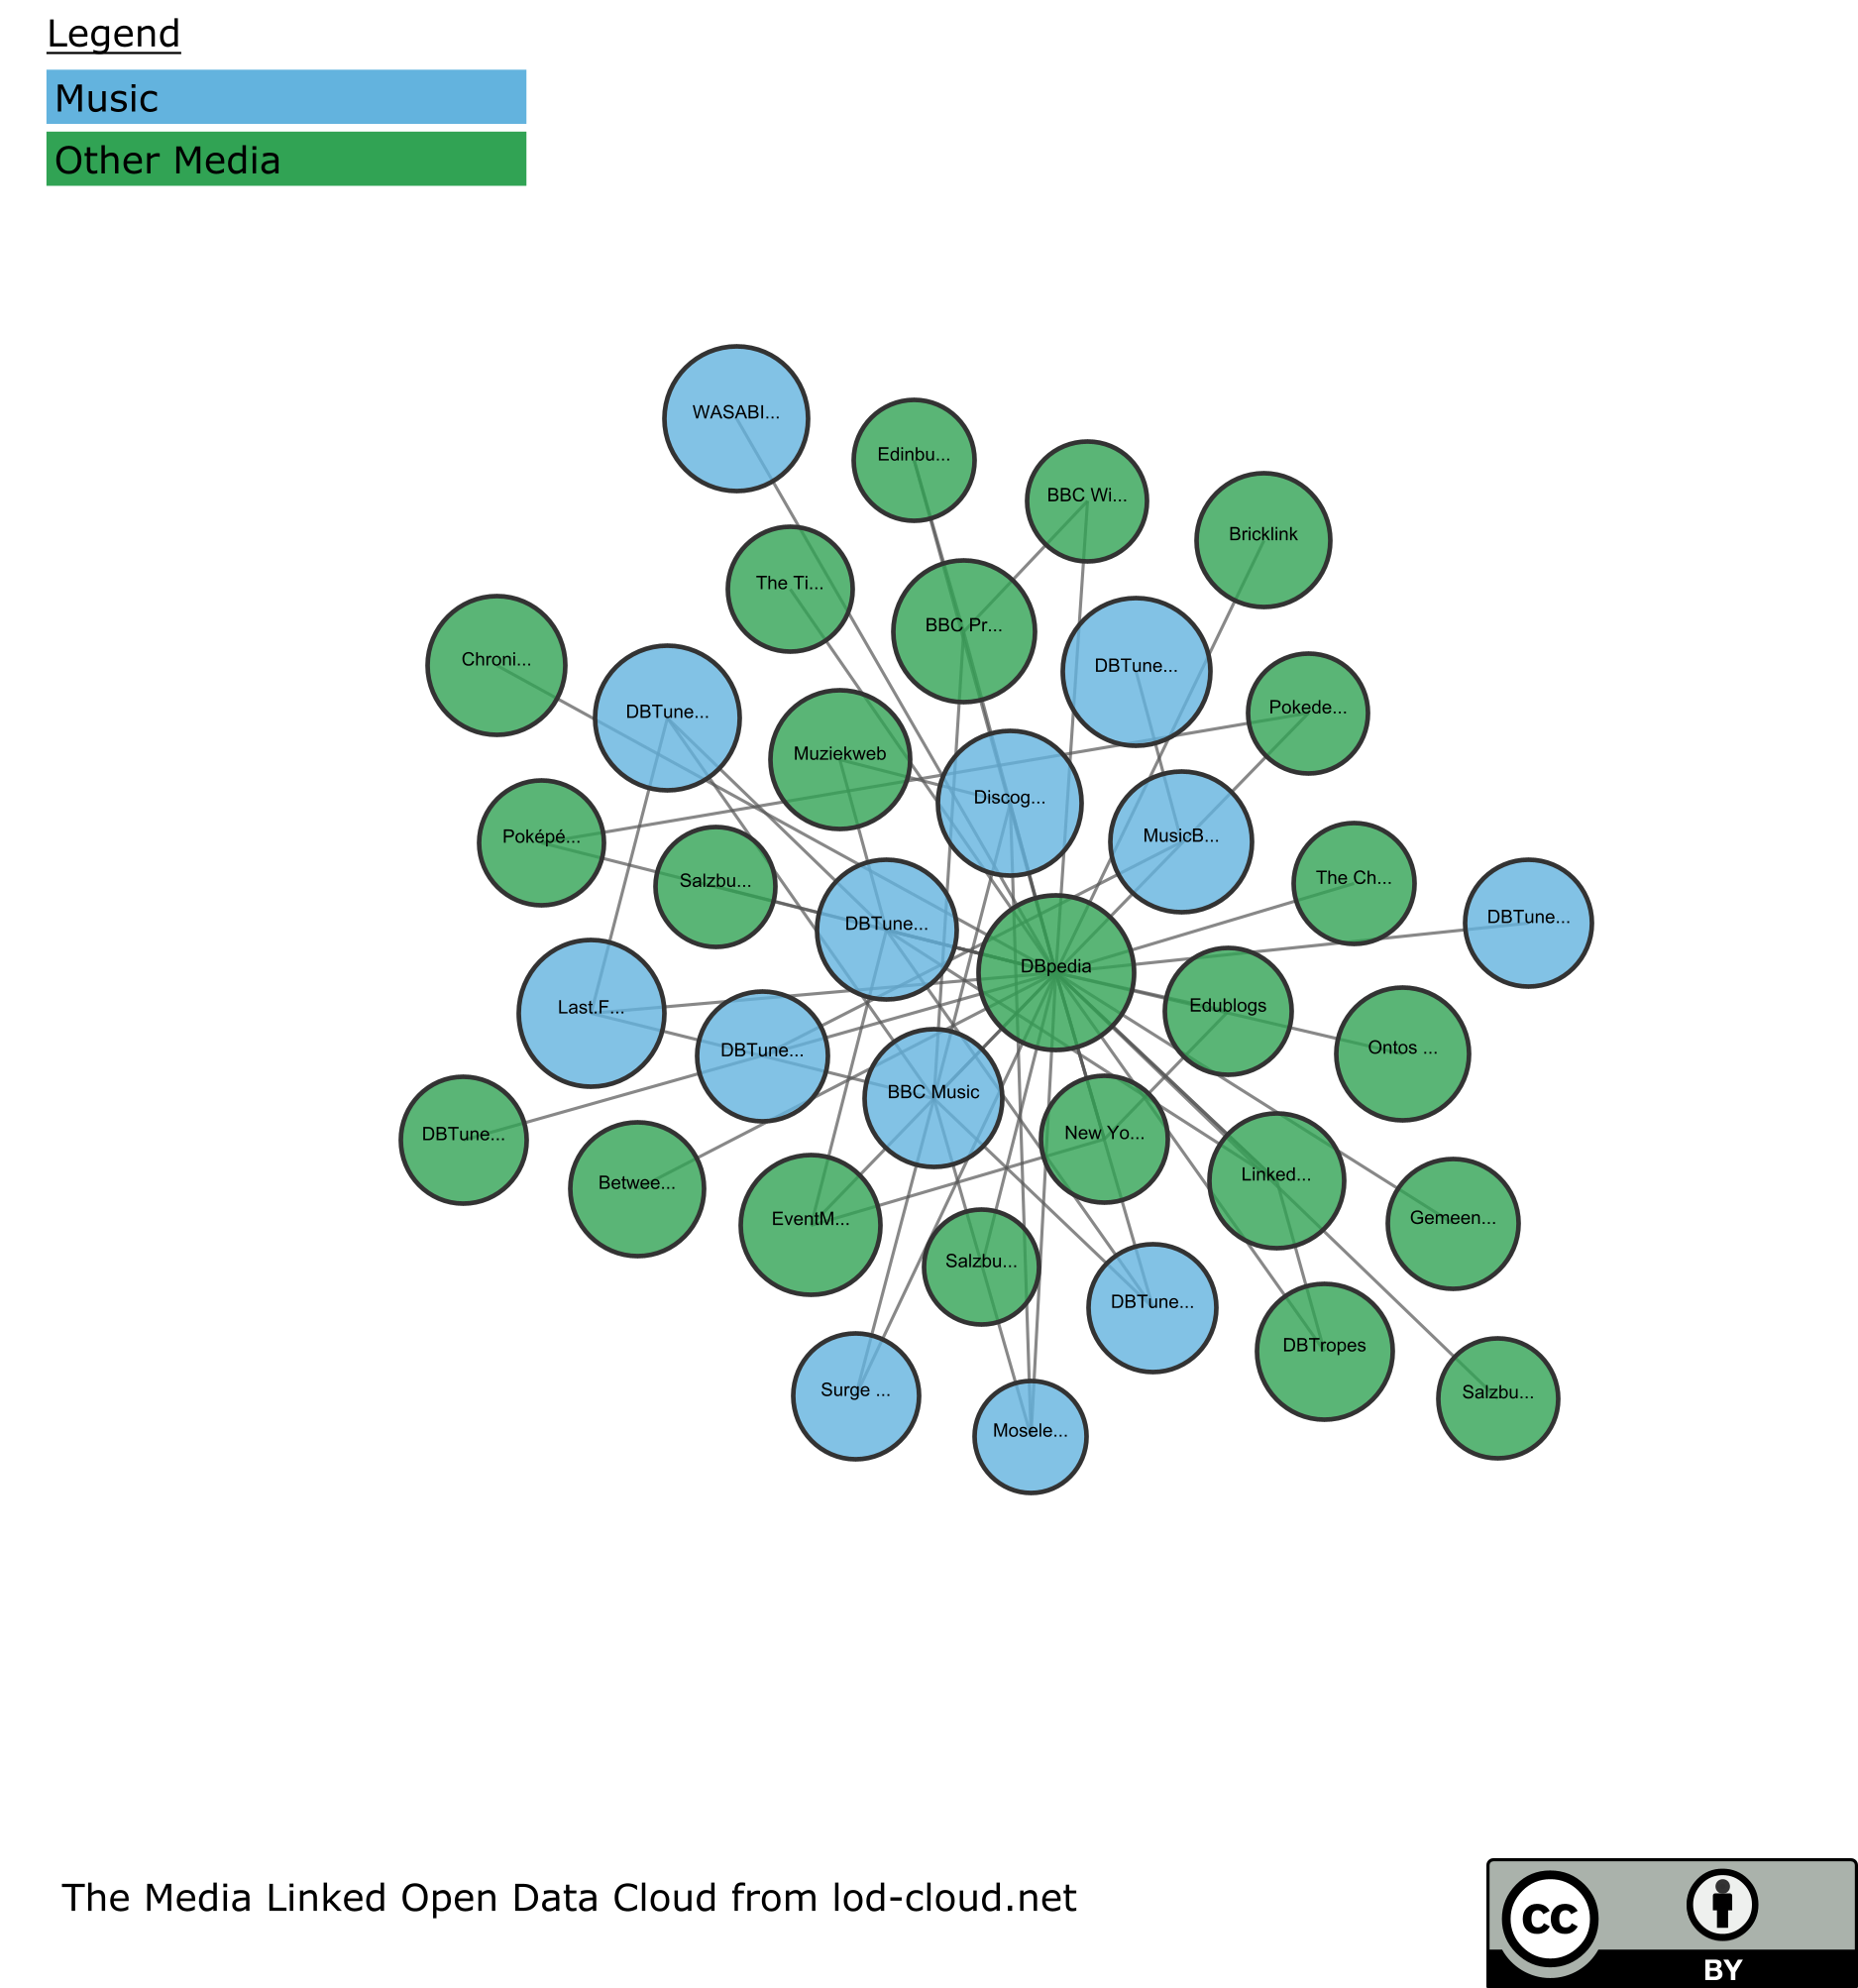 Legend
Music
Other Media
WASABI...
Edinbu...
BBC Wi...
Bricklink
The Ti...
BBC Pr...
Chroni...
DBTune...
DBTune...
Pokede...
Muziekweb
Discog...
MusicB...
Poképé...
Salzbu...
The Ch...
DBTune...
DBTune...
DBpedia
Edublogs
Last.F...
DBTune...
Ontos ...
BBC Music
DBTune...
New Yo...
Linked...
Betwee...
EventM...
Gemeen...
Salzbu...
DBTune...
DBTropes
Surge ...
Salzbu...
Mosele...
The Media Linked Open Data Cloud from lod-cloud.net
cc
BY